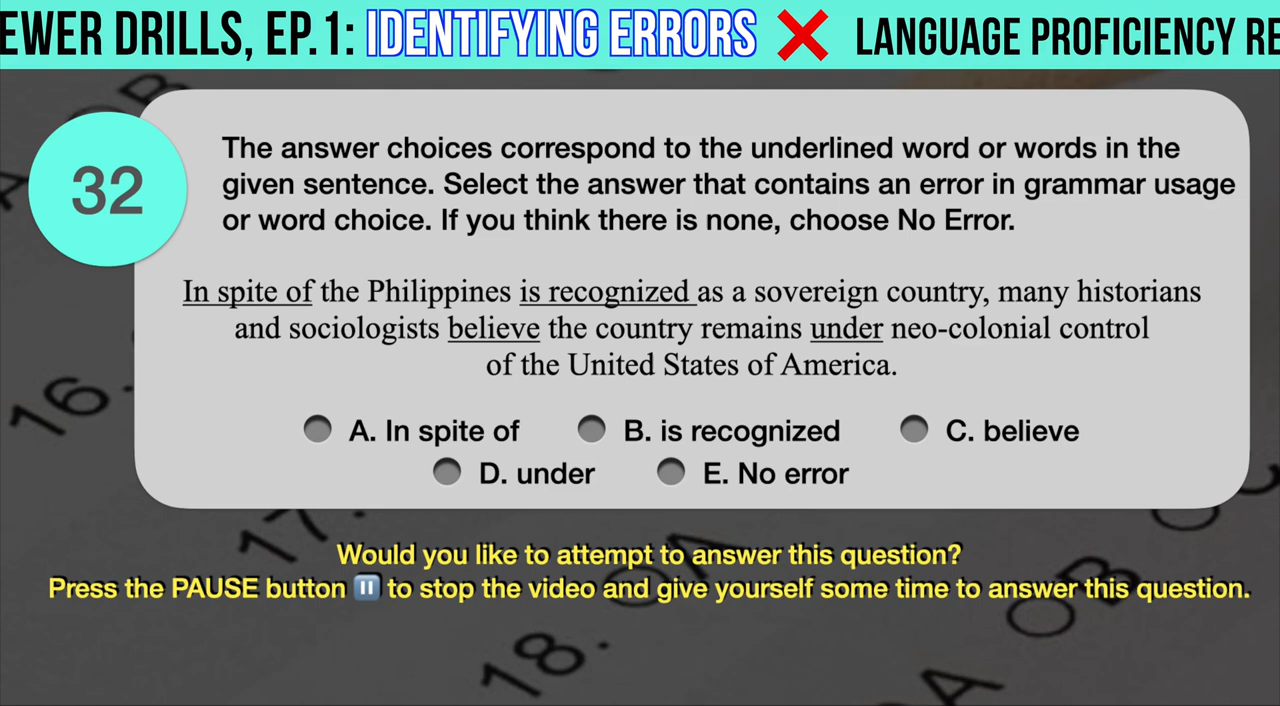 EWER DRILLS, EP.1: IDENTIFYING ERRORS ❌ LANGUAGE PROFICIENCY RE
32
The answer choices correspond to the underlined word or words in the
given sentence. Select the answer that contains an error in grammar usage
or word choice. If you think there is none, choose No Error.
In spite of the Philippines is recognized as a sovereign country, many historians
and sociologists believe the country remains under neo-colonial control
of the United States of America.
A. In spite of B. is recognized C. believe
D. under E. No error
Would you like to attempt to answer this question?
Press the PAUSE button ⏸ to stop the video and give yourself some time to answer this question.
16.
17.
18.